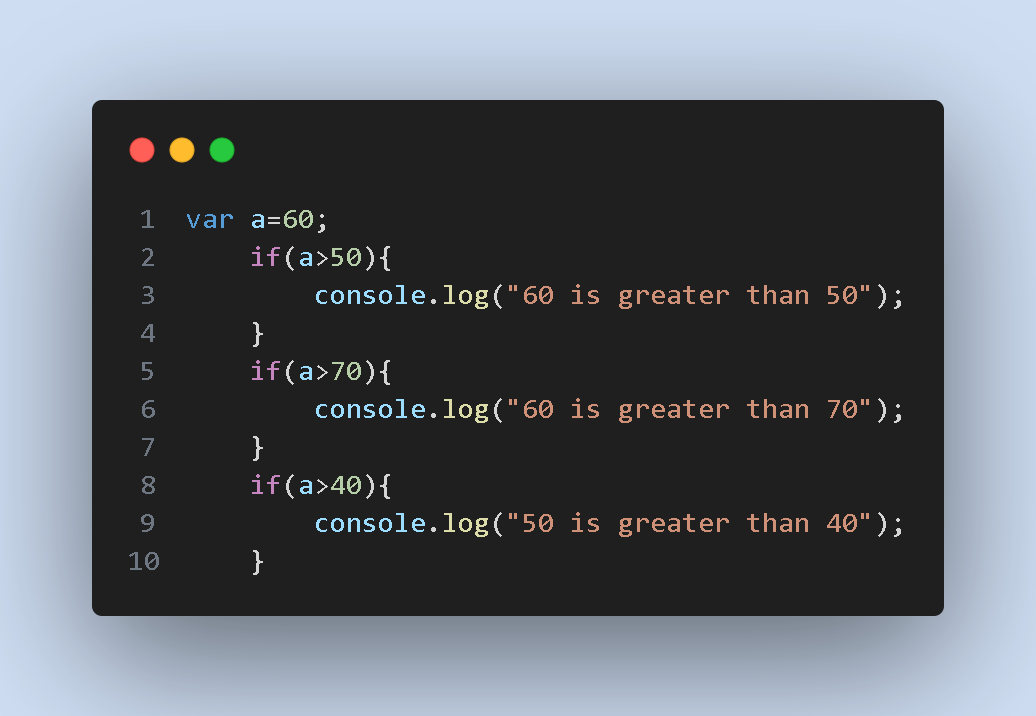 1 var a=60;
2     if(a>50){
3         console.log("60 is greater than 50");
4     }
5     if(a>70){
6         console.log("60 is greater than 70");
7     }
8     if(a>40){
9         console.log("50 is greater than 40");
10     }